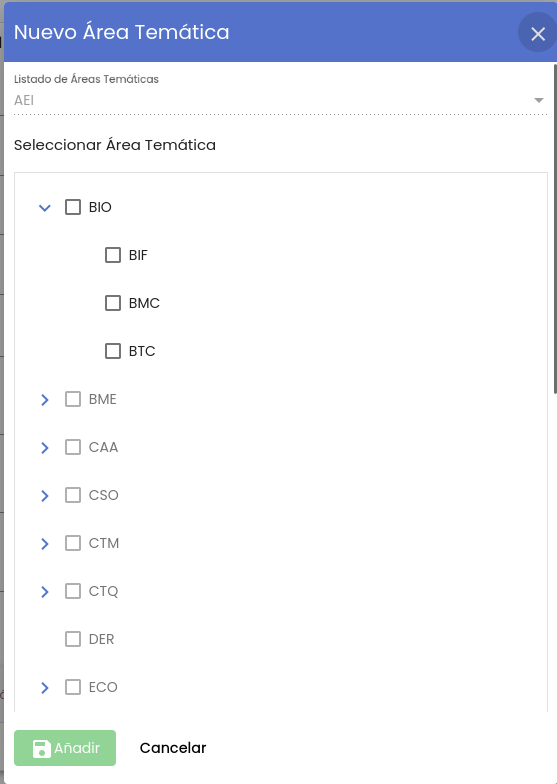 Nuevo Área Temática
Listado de Áreas Temáticas
AEI
Seleccionar Área Temática
BIO
BIF
BMC
BTC
BME
CAA
CSO
CTM
CTQ
DER
ECO
Añadir
Cancelar